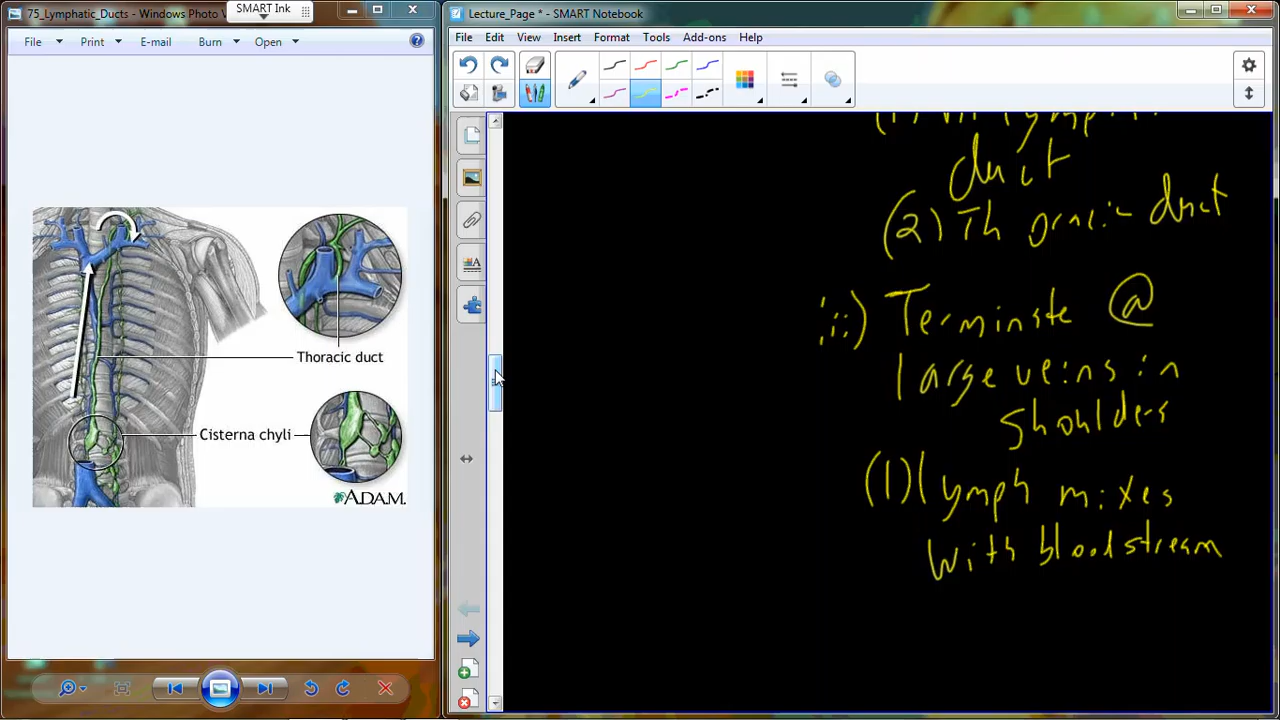 75_Lymphatic_Ducts - Windows Photo V
SMART Ink
File Print E-mail Burn Open
Thoracic duct
Cisterna chyli
ADAM.
Lecture_Page * - SMART Notebook
File Edit View Insert Format Tools Add-ons Help
duct
(2) Thoracic duct
ii) Terminate @
large veins in
shoulders
(1) lymph mixes
with bloodstream